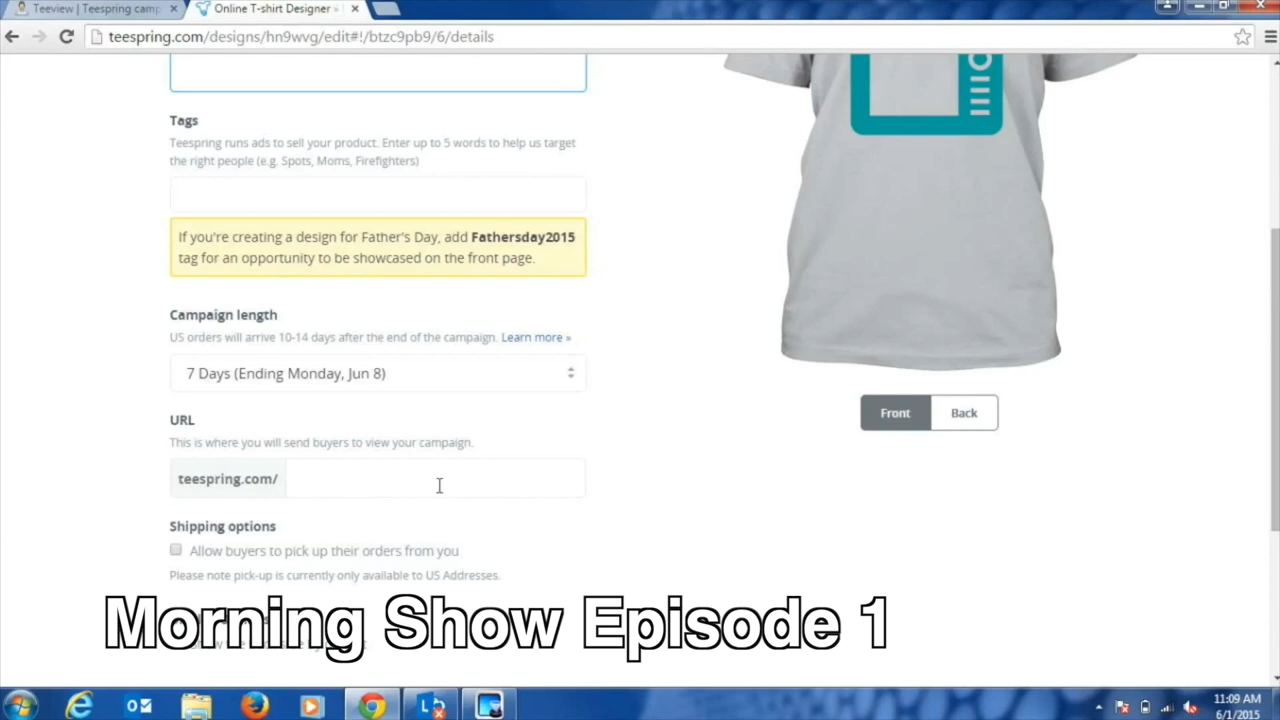 Teeview | Teespring camp
Online T-shirt Designer »
teespring.com/designs/hn9wvg/edit#!/btzc9pb9/6/details
Tags
Teespring runs ads to sell your product. Enter up to 5 words to help us target
the right people (e.g. Spots, Moms, Firefighters)
If you're creating a design for Father's Day, add Fathersday2015
tag for an opportunity to be showcased on the front page.
Campaign length
US orders will arrive 10-14 days after the end of the campaign. Learn more »
7 Days (Ending Monday, Jun 8)
Front
Back
URL
This is where you will send buyers to view your campaign.
teespring.com/
Shipping options
Allow buyers to pick up their orders from you
Please note pick-up is currently only available to US Addresses.
Morning Show Episode 1
11:09 AM
6/1/2015